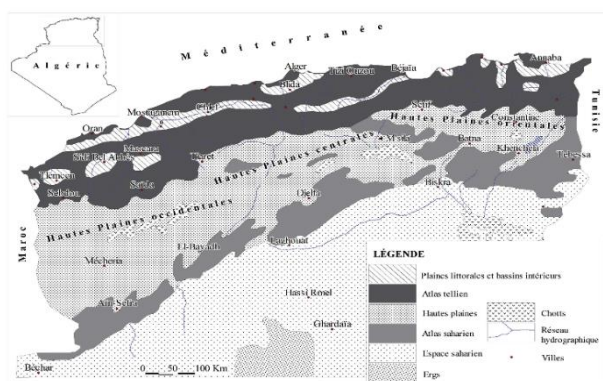 Algérie
Méditerranée
Alger
Tizi Ouzou
Béjaïa
Annaba
Blida
Chlef
Mostaganem
Oran
Sétif
Constantine
Hautes Plaines orientales
Tunisie
Mascara
Sidi Bel Abbès
Tiaret
Hautes Plaines centrales
M'sila
Batna
Khenchela
Tébessa
Tlemcen
Sebdou
Saïda
Biskra
Djelfa
Hautes Plaines occidentales
Maroc
El-Bayadh
Laghouat
Mécheria
Ain-Sefra
Hassi Rmel
Ghardaïa
Béchar
0 50 100 Km
LÉGENDE
Plaines littorales et bassins intérieurs
Atlas tellien
Hautes plaines
Atlas saharien
L'espace saharien
Ergs
Chotts
Réseau
hydrographique
Villes